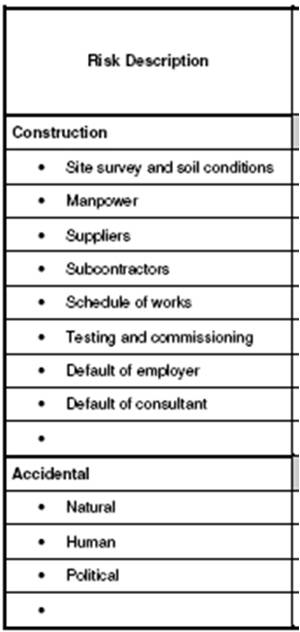 Risk Description
Construction
• Site survey and soil conditions
• Manpower
• Suppliers
• Subcontractors
• Schedule of works
• Testing and commissioning
• Default of employer
• Default of consultant
•
Accidental
• Natural
• Human
• Political
•